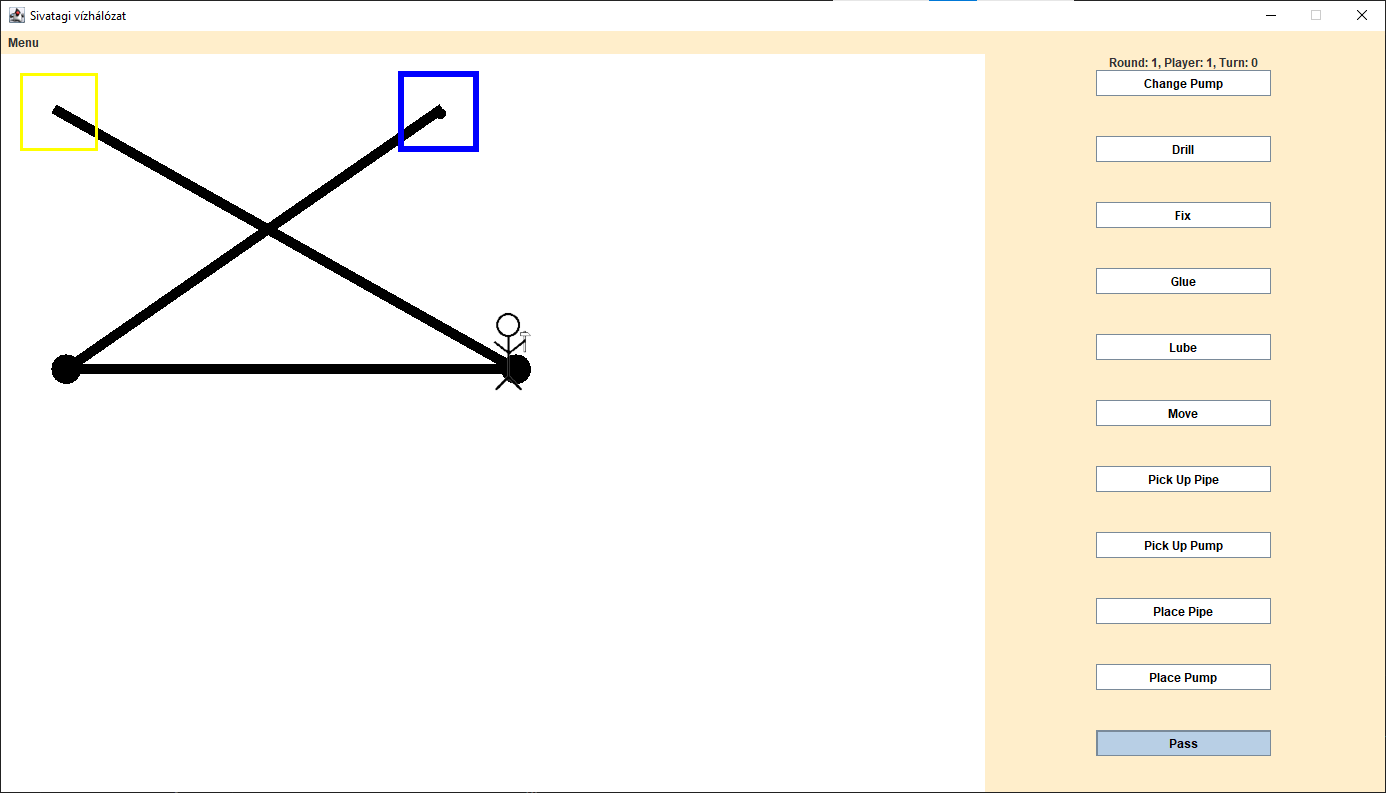 Sivatagi vízhálózat
Menu
Round: 1, Player: 1, Turn: 0
Change Pump
Drill
Fix
Glue
Lube
Move
Pick Up Pipe
Pick Up Pump
Place Pipe
Place Pump
Pass